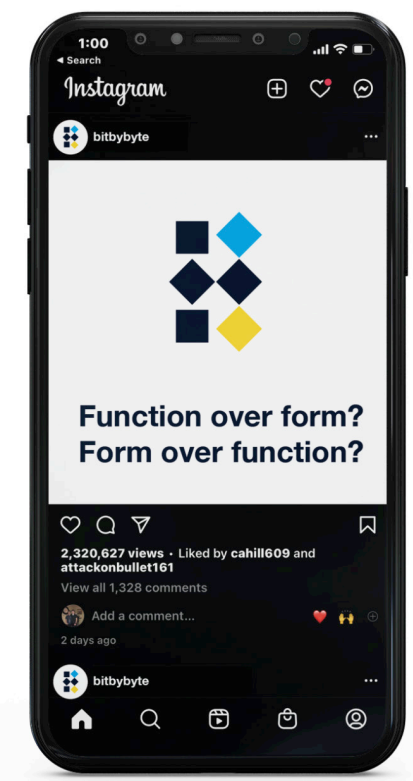 1:00
◄ Search
Instagram
bitbybyte
Function over form?
Form over function?
2,320,627 views · Liked by cahill609 and
attackonbullet161
View all 1,328 comments
Add a comment...
2 days ago
bitbybyte